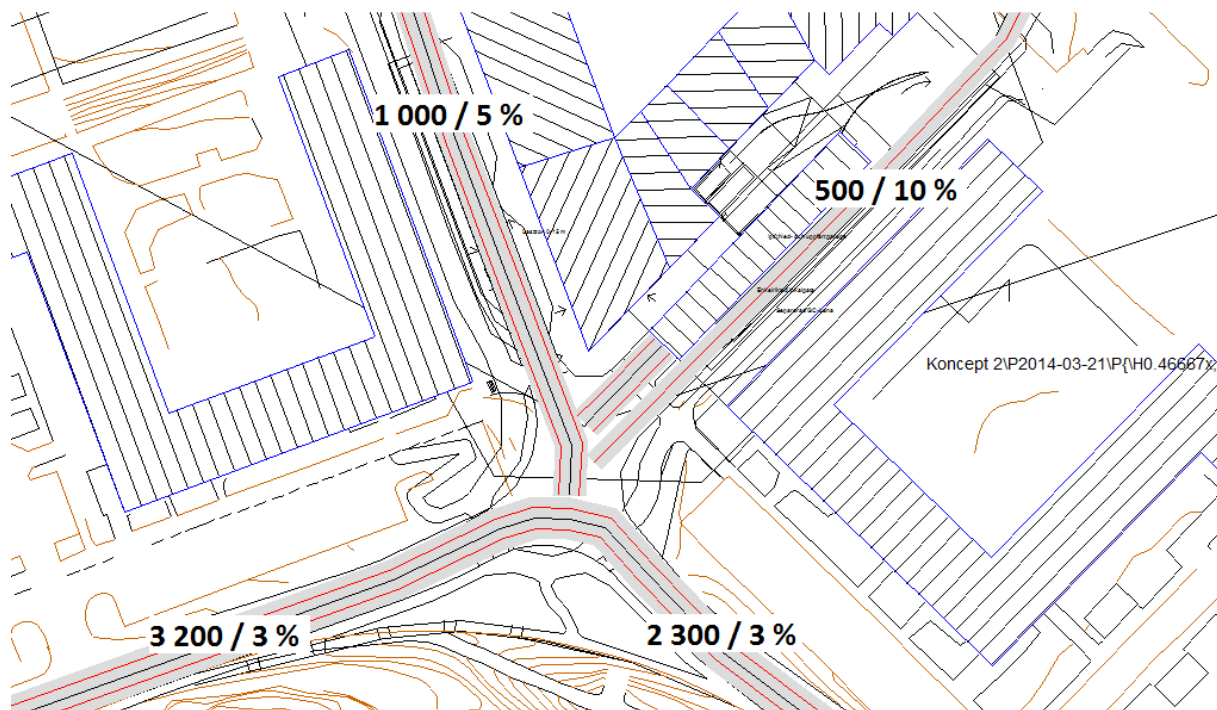 1 000 / 5 %
500 / 10 %
Koncept 2\P2014-03-21\P{\H0.46667x;
3 200 / 3 %
2 300 / 3 %